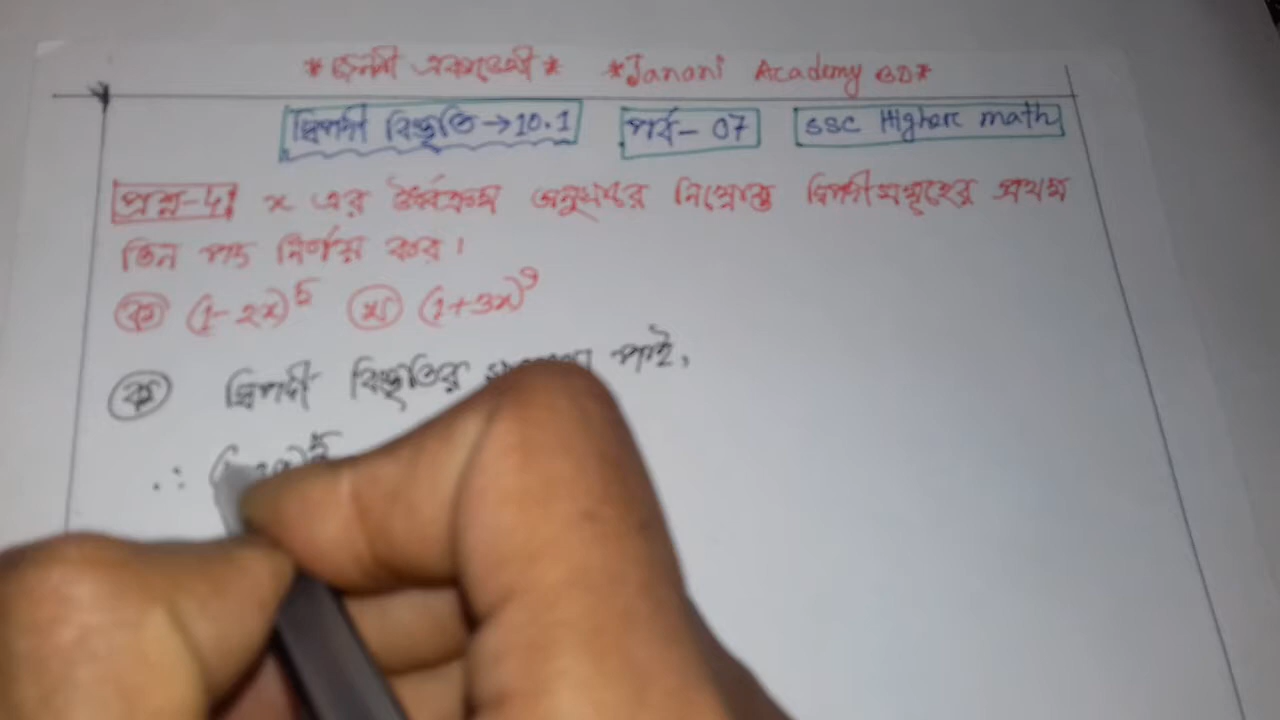 *জননী একাডেমী* *Janani Academy BD*
দ্বিপদী বিস্তৃতি→10.1 পর্ব-07 SSC Higher math
প্রশ্ন-৫ x এর ঊর্ধ্বক্রম অনুসারে নিম্নোক্ত দ্বিপদীসমূহের প্রথম
তিন পদ নির্ণয় কর।
ক (1-2x)^5 খ (1+3x)^9
ক দ্বিপদী বিস্তৃতির পাই,
∴